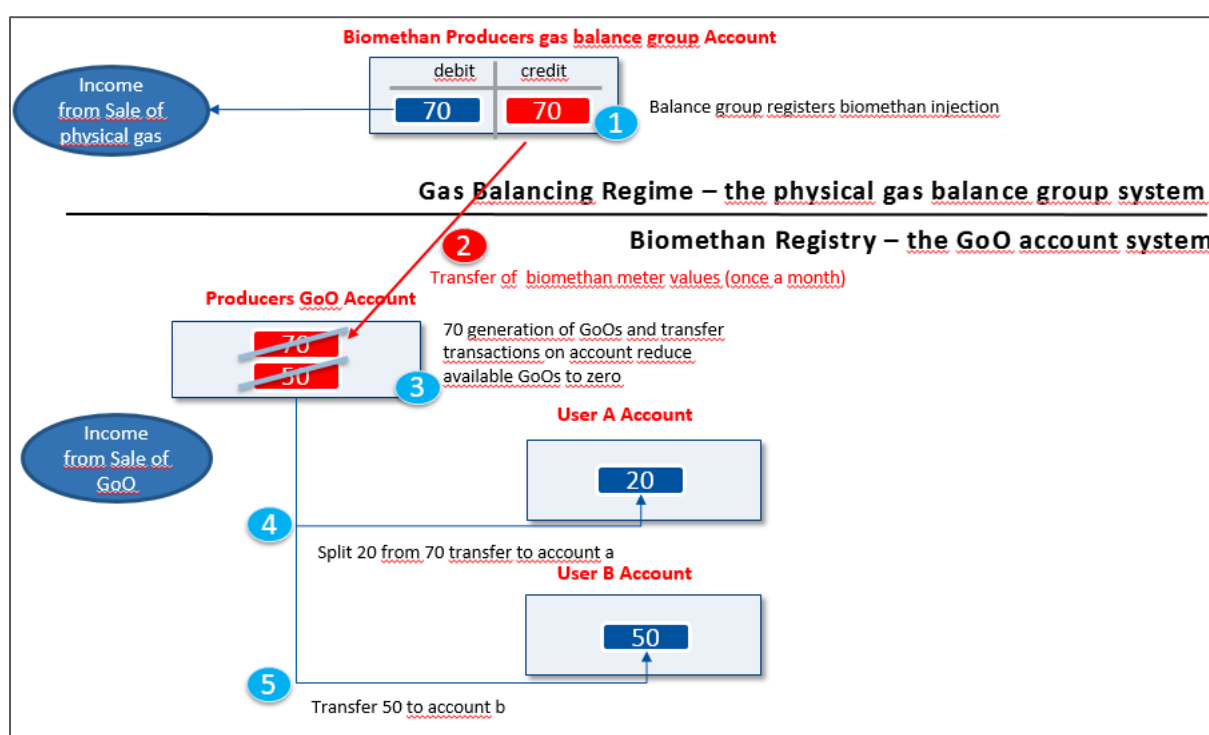 Biomethan Producers gas balance group Account
debit
credit
Income
from Sale of
physical gas
70
70
1
Balance group registers biomethan injection
Gas Balancing Regime – the physical gas balance group system
Biomethan Registry – the GoO account system
2
Transfer of biomethan meter values (once a month)
Producers GoO Account
70
50
3
70 generation of GoOs and transfer
transactions on account reduce
available GoOs to zero
User A Account
Income
from Sale of
GoO
20
4
Split 20 from 70 transfer to account a
User B Account
50
5
Transfer 50 to account b